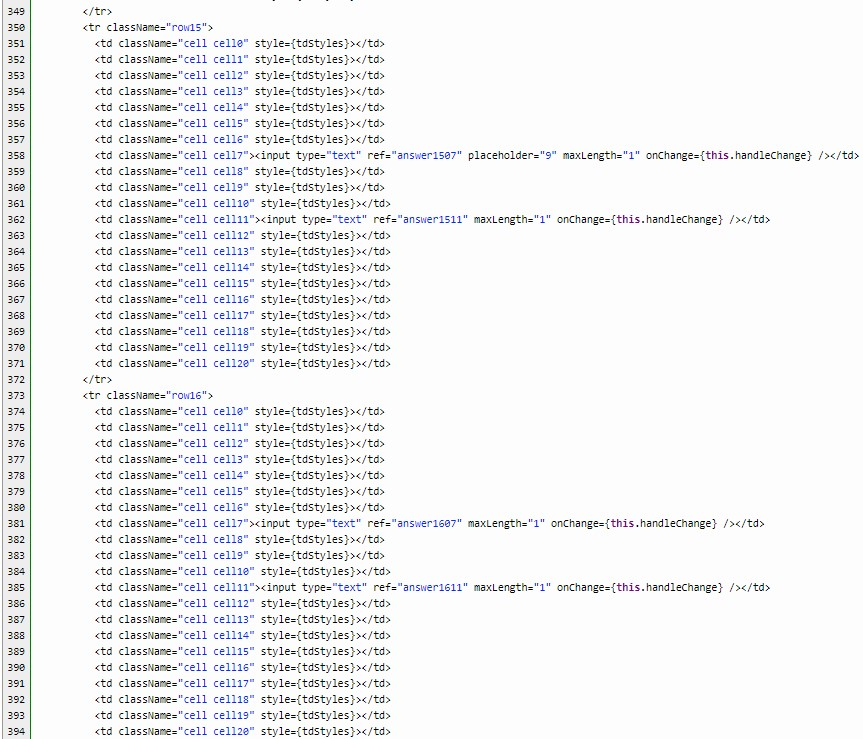 349 </tr>
350 <tr className="row15">
351 <td className="cell cell0" style={tdStyles}></td>
352 <td className="cell cell1" style={tdStyles}></td>
353 <td className="cell cell2" style={tdStyles}></td>
354 <td className="cell cell3" style={tdStyles}></td>
355 <td className="cell cell4" style={tdStyles}></td>
356 <td className="cell cell5" style={tdStyles}></td>
357 <td className="cell cell6" style={tdStyles}></td>
358 <td className="cell cell7"><input type="text" ref="answer1507" placeholder="9" maxLength="1" onChange={this.handleChange} /></td>
359 <td className="cell cell8" style={tdStyles}></td>
360 <td className="cell cell9" style={tdStyles}></td>
361 <td className="cell cell10" style={tdStyles}></td>
362 <td className="cell cell11"><input type="text" ref="answer1511" maxLength="1" onChange={this.handleChange} /></td>
363 <td className="cell cell12" style={tdStyles}></td>
364 <td className="cell cell13" style={tdStyles}></td>
365 <td className="cell cell14" style={tdStyles}></td>
366 <td className="cell cell15" style={tdStyles}></td>
367 <td className="cell cell16" style={tdStyles}></td>
368 <td className="cell cell17" style={tdStyles}></td>
369 <td className="cell cell18" style={tdStyles}></td>
370 <td className="cell cell19" style={tdStyles}></td>
371 <td className="cell cell20" style={tdStyles}></td>
372 </tr>
373 <tr className="row16">
374 <td className="cell cell0" style={tdStyles}></td>
375 <td className="cell cell1" style={tdStyles}></td>
376 <td className="cell cell2" style={tdStyles}></td>
377 <td className="cell cell3" style={tdStyles}></td>
378 <td className="cell cell4" style={tdStyles}></td>
379 <td className="cell cell5" style={tdStyles}></td>
380 <td className="cell cell6" style={tdStyles}></td>
381 <td className="cell cell7"><input type="text" ref="answer1607" maxLength="1" onChange={this.handleChange} /></td>
382 <td className="cell cell8" style={tdStyles}></td>
383 <td className="cell cell9" style={tdStyles}></td>
384 <td className="cell cell10" style={tdStyles}></td>
385 <td className="cell cell11"><input type="text" ref="answer1611" maxLength="1" onChange={this.handleChange} /></td>
386 <td className="cell cell12" style={tdStyles}></td>
387 <td className="cell cell13" style={tdStyles}></td>
388 <td className="cell cell14" style={tdStyles}></td>
389 <td className="cell cell15" style={tdStyles}></td>
390 <td className="cell cell16" style={tdStyles}></td>
391 <td className="cell cell17" style={tdStyles}></td>
392 <td className="cell cell18" style={tdStyles}></td>
393 <td className="cell cell19" style={tdStyles}></td>
394 <td className="cell cell20" style={tdStyles}></td>